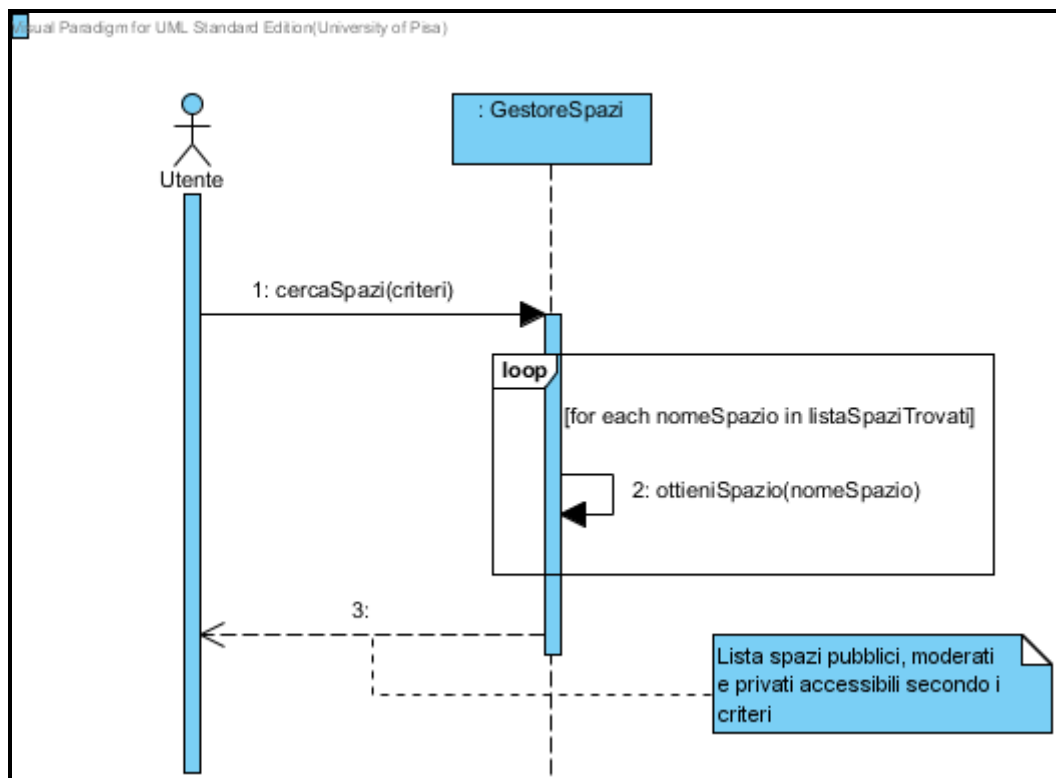 Visual Paradigm for UML Standard Edition(University of Pisa)
: GestoreSpazi
Utente
1: cercaSpazi(criteri)
loop
[for each nomeSpazio in listaSpaziTrovati]
2: ottieniSpazio(nomeSpazio)
3:
Lista spazi pubblici, moderati
e privati accessibili secondo i
criteri